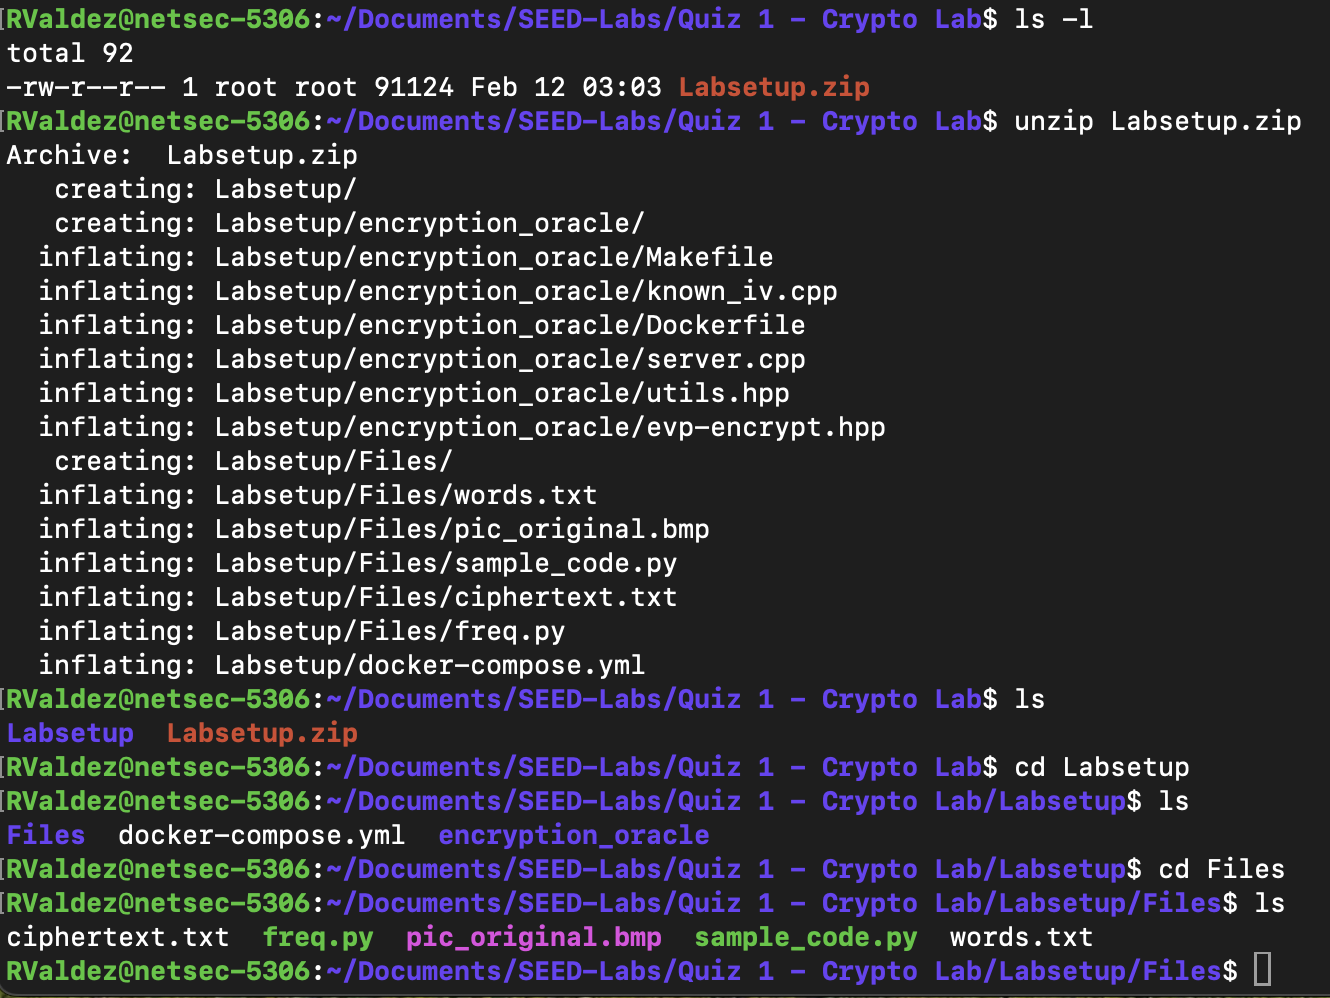 [RValdez@netsec-5306:~/Documents/SEED-Labs/Quiz 1 - Crypto Lab$ ls -l
total 92
-rw-r--r-- 1 root root 91124 Feb 12 03:03 Labsetup.zip
[RValdez@netsec-5306:~/Documents/SEED-Labs/Quiz 1 - Crypto Lab$ unzip Labsetup.zip
Archive:  Labsetup.zip
   creating: Labsetup/
   creating: Labsetup/encryption_oracle/
  inflating: Labsetup/encryption_oracle/Makefile
  inflating: Labsetup/encryption_oracle/known_iv.cpp
  inflating: Labsetup/encryption_oracle/Dockerfile
  inflating: Labsetup/encryption_oracle/server.cpp
  inflating: Labsetup/encryption_oracle/utils.hpp
  inflating: Labsetup/encryption_oracle/evp-encrypt.hpp
   creating: Labsetup/Files/
  inflating: Labsetup/Files/words.txt
  inflating: Labsetup/Files/pic_original.bmp
  inflating: Labsetup/Files/sample_code.py
  inflating: Labsetup/Files/ciphertext.txt
  inflating: Labsetup/Files/freq.py
  inflating: Labsetup/docker-compose.yml
[RValdez@netsec-5306:~/Documents/SEED-Labs/Quiz 1 - Crypto Lab$ ls
Labsetup  Labsetup.zip
[RValdez@netsec-5306:~/Documents/SEED-Labs/Quiz 1 - Crypto Lab$ cd Labsetup
[RValdez@netsec-5306:~/Documents/SEED-Labs/Quiz 1 - Crypto Lab/Labsetup$ ls
Files  docker-compose.yml  encryption_oracle
[RValdez@netsec-5306:~/Documents/SEED-Labs/Quiz 1 - Crypto Lab/Labsetup$ cd Files
[RValdez@netsec-5306:~/Documents/SEED-Labs/Quiz 1 - Crypto Lab/Labsetup/Files$ ls
ciphertext.txt  freq.py  pic_original.bmp  sample_code.py  words.txt
RValdez@netsec-5306:~/Documents/SEED-Labs/Quiz 1 - Crypto Lab/Labsetup/Files$